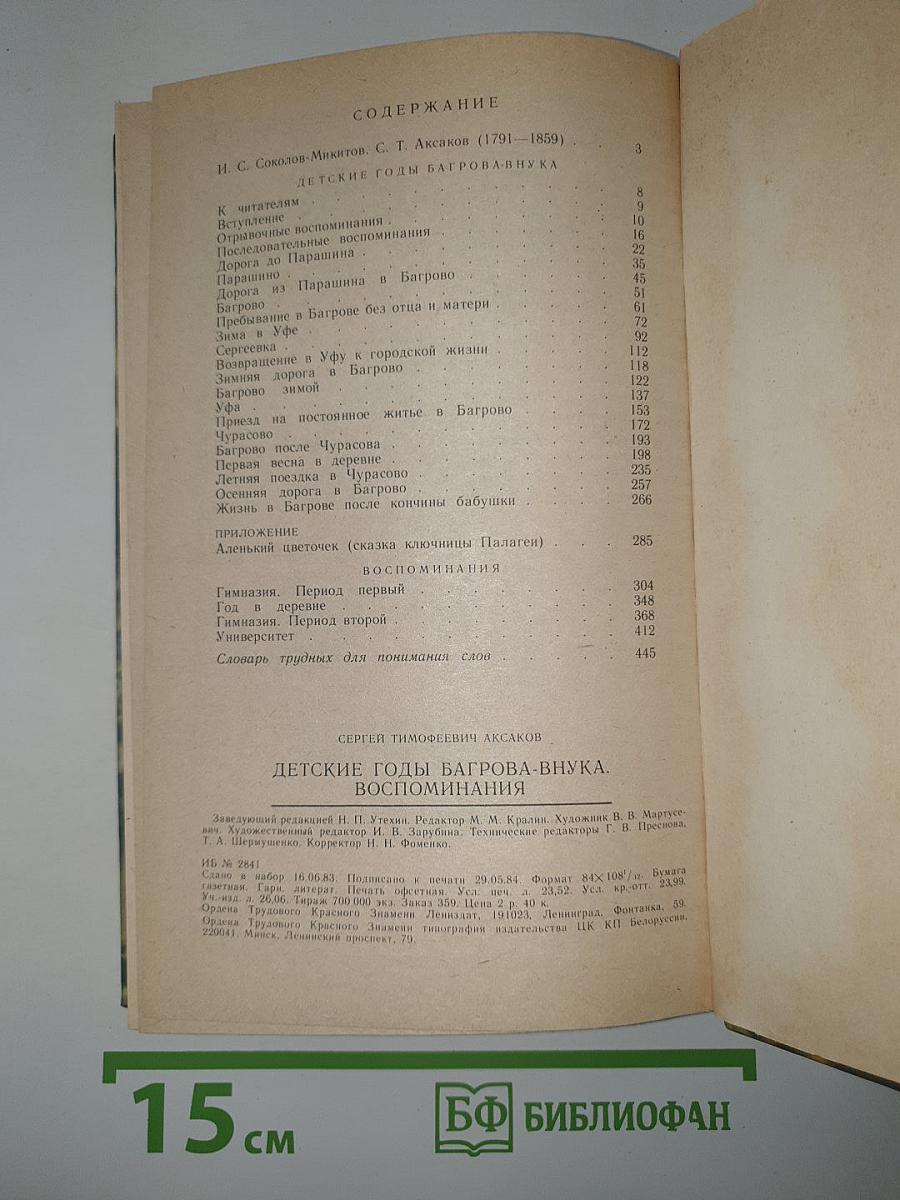 СОДЕРЖАНИЕ
И. С. Соколов-Микитов. С. Т. Аксаков (1791—1859) . . 3
ДЕТСКИЕ ГОДЫ БАГРОВА-ВНУКА
К читателям . . . . . . . . . . 8
Вступление . . . . . . . . . . 9
Отрывочные воспоминания . . . . . . . 10
Последовательные воспоминания . . . . . . 16
Дорога до Парашина . . . . . . . . 22
Парашино . . . . . . . . . . 35
Дорога из Парашина в Багрово . . . . . 45
Багрово . . . . . . . . . . 51
Пребывание в Багрове без отца и матери . . . . 61
Зима в Уфе . . . . . . . . . . 72
Сергеевка . . . . . . . . . . 92
Возвращение в Уфу к городской жизни . . . . 112
Зимняя дорога в Багрово . . . . . . . 118
Багрово зимой . . . . . . . . . 122
Уфа . . . . . . . . . . . 137
Приезд на постоянное житье в Багрово . . . . 153
Чурасово . . . . . . . . . . 172
Багрово после Чурасова . . . . . . . 193
Первая весна в деревне . . . . . . . 198
Летняя поездка в Чурасово . . . . . . 235
Осенняя дорога в Багрово . . . . . . 257
Жизнь в Багрове после кончины бабушки . . . . 266
ПРИЛОЖЕНИЕ
Аленький цветочек (сказка ключницы Палагеи) . . . 285
ВОСПОМИНАНИЯ
Гимназия. Период первый . . . . . . . 304
Год в деревне . . . . . . . . . 348
Гимназия. Период второй . . . . . . . 368
Университет . . . . . . . . . . 412
Словарь трудных для понимания слов . . . . . 445
СЕРГЕЙ ТИМОФЕЕВИЧ АКСАКОВ
ДЕТСКИЕ ГОДЫ БАГРОВА-ВНУКА.
ВОСПОМИНАНИЯ
Заведующий редакцией Н. П. Утехин. Редактор М. М. Кралин. Художник В. В. Мартусе-
вич. Художественный редактор И. В. Зарубина. Технические редакторы Г. В. Преснова,
Т. А. Шермушенко. Корректор Н. Н. Фоменко.
ИБ № 2841
Сдано в набор 16.06.83. Подписано к печати 29.05.84. Формат 84×108¹/₃₂. Бумага
газетная. Гарн. литерат. Печать офсетная. Усл. печ. л. 23,52. Усл. кр.-отт. 23,99.
Уч.-изд. л. 26,06. Тираж 700 000 экз. Заказ 359. Цена 2 р. 40 к.
Ордена Трудового Красного Знамени Лениздат, 191023, Ленинград, Фонтанка, 59.
Ордена Трудового Красного Знамени типография издательства ЦК КП Белоруссии,
220041, Минск, Ленинский проспект, 79.
15 см
БФ БИБЛИОФАН